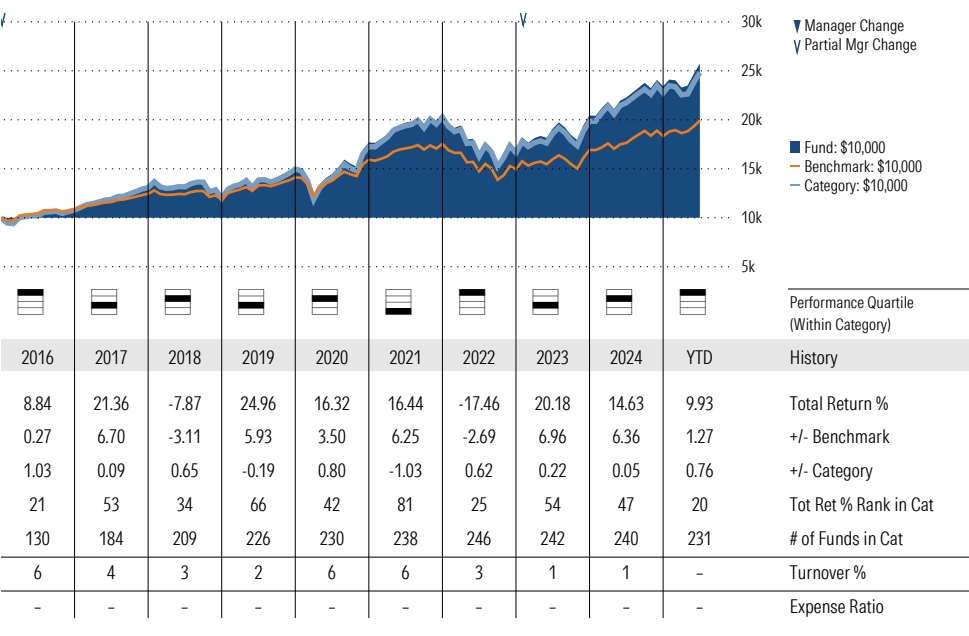 30k
25k
20k
15k
10k
5k
Manager Change
Partial Mgr Change
Fund: $10,000
Benchmark: $10,000
Category: $10,000
Performance Quartile
(Within Category)
2016 2017 2018 2019 2020 2021 2022 2023 2024 YTD History
8.84 21.36 -7.87 24.96 16.32 16.44 -17.46 20.18 14.63 9.93 Total Return %
0.27 6.70 -3.11 5.93 3.50 6.25 -2.69 6.96 6.36 1.27 +/- Benchmark
1.03 0.09 0.65 -0.19 0.80 -1.03 0.62 0.22 0.05 0.76 +/- Category
21 53 34 66 42 81 25 54 47 20 Tot Ret % Rank in Cat
130 184 209 226 230 238 246 242 240 231 # of Funds in Cat
6 4 3 2 6 6 3 1 1 – Turnover %
– – – – – – – – – – Expense Ratio